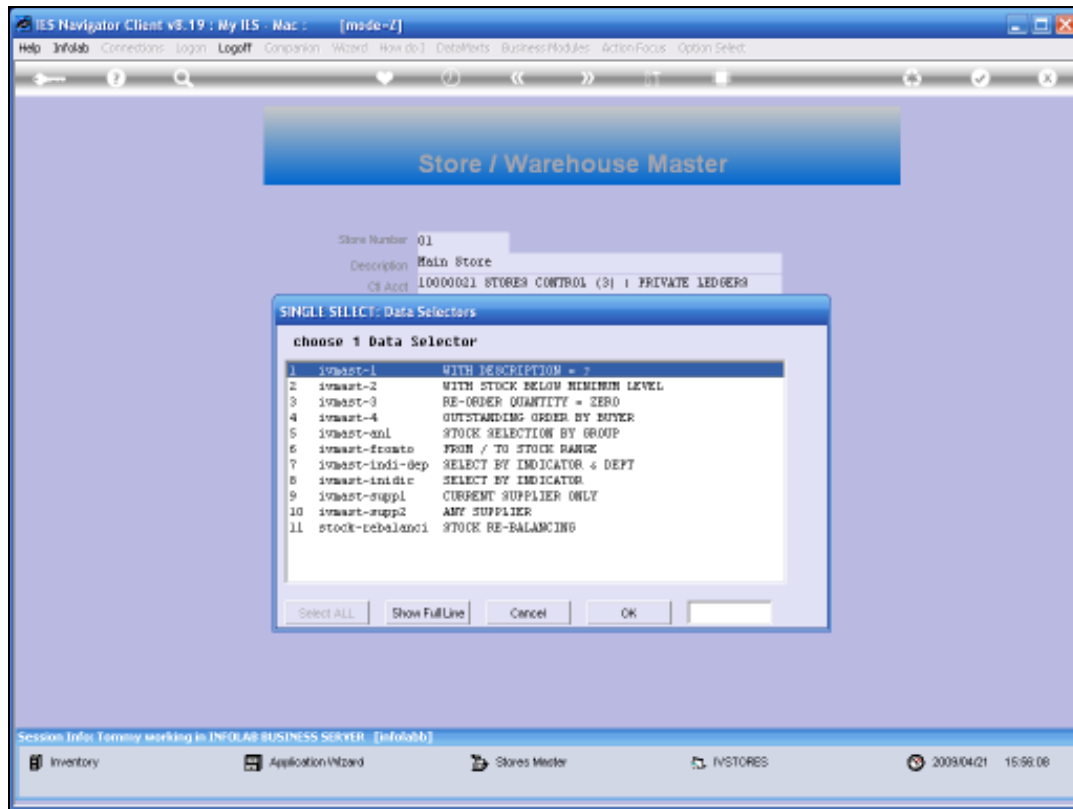 IES Navigator Client v8.19 : My IES - Mac : [mode-Z]
Help Infolab Connections Logon Logoff Companion Wizard How do I DataMarts BusinessModules ActionFocus Option Select
Store / Warehouse Master
Store Number 01
Description Main Store
Ctl Acct 10000021 STORES CONTROL (3) : PRIVATE LEDGERS
SINGLE SELECT: Data Selectors
choose 1 Data Selector
1 ivmast-1 WITH DESCRIPTION = ?
2 ivmast-2 WITH STOCK BELOW MINIMUM LEVEL
3 ivmast-3 RE-ORDER QUANTITY = ZERO
4 ivmast-4 OUTSTANDING ORDER BY BUYER
5 ivmast-anl STOCK SELECTION BY GROUP
6 ivmast-fromto FROM / TO STOCK RANGE
7 ivmast-indi-dep SELECT BY INDICATOR & DEPT
8 ivmast-inidic SELECT BY INDICATOR
9 ivmast-supp1 CURRENT SUPPLIER ONLY
10 ivmast-supp2 ANY SUPPLIER
11 stock-rebalanci STOCK RE-BALANCING
Select ALL Show Full Line Cancel OK
Session Info: Tommy working in INFOLAB BUSINESS SERVER [infolabb]
Inventory Application Wizard Stores Master IVSTORES 2009/04/21 15:56:08